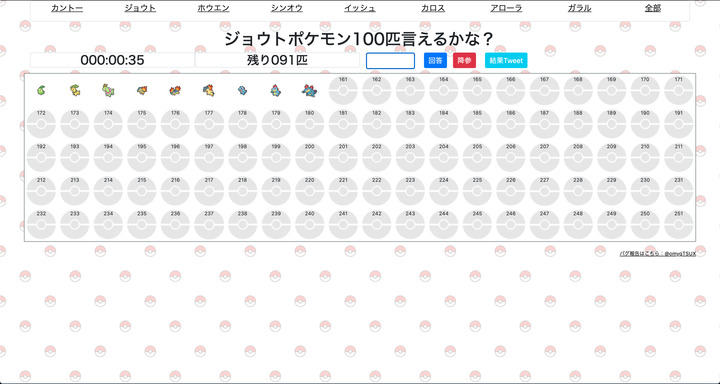 カントー ジョウト ホウエン シンオウ イッシュ カロス アローラ ガラル 全部
ジョウトポケモン100匹言えるかな？
000:00:35 残り091匹 回答 降参 結果Tweet
161 162 163 164 165 166 167 168 169 170 171
172 173 174 175 176 177 178 179 180 181 182 183 184 185 186 187 188 189 190 191
192 193 194 195 196 197 198 199 200 201 202 203 204 205 206 207 208 209 210 211
212 213 214 215 216 217 218 219 220 221 222 223 224 225 226 227 228 229 230 231
232 233 234 235 236 237 238 239 240 241 242 243 244 245 246 247 248 249 250 251
バグ報告はこちら：@omygTSUX